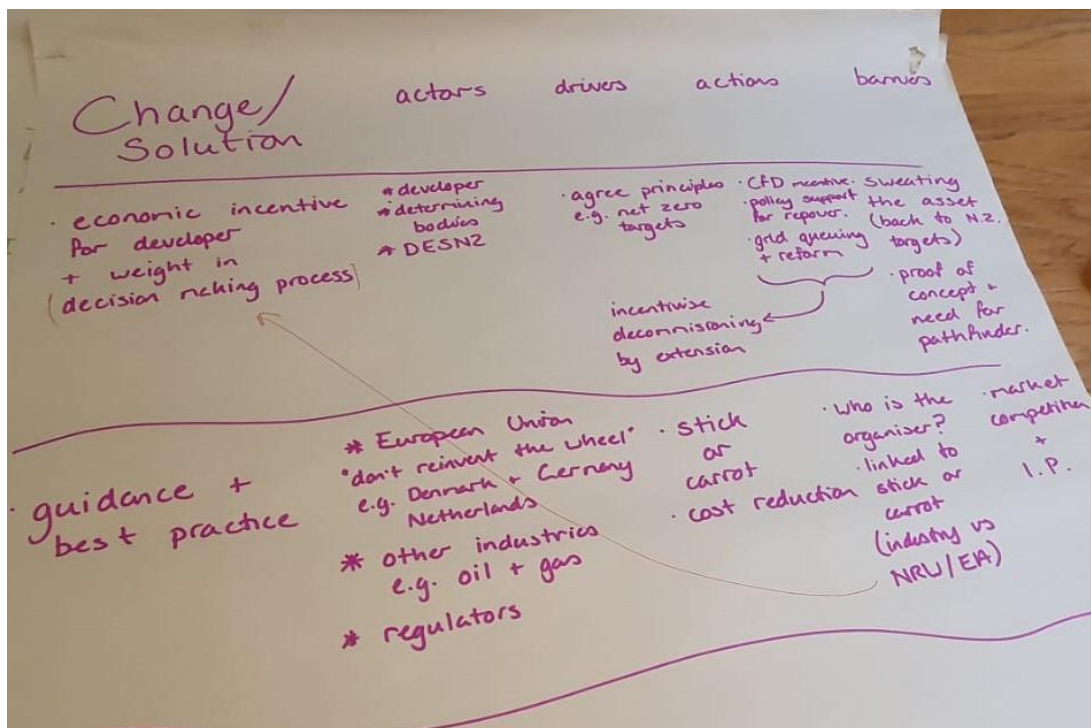 Change/
Solution
actors
drivers
actions
barriers
· economic incentive
for developer
+ weight in
(decision making process)
* developer
* determining
bodies
* DESNZ
· agree principles
e.g. net zero
targets
· CFD incentive.
· policy support
for repower.
· grid queuing
+ reform
incentivise
decommisioning
by extension
· sweating
the asset
(back to N.Z.
targets)
· proof of
concept +
need for
pathfinder.
· guidance +
best practice
* European Union
"don't reinvent the wheel"
e.g. Denmark + Germany
Netherlands
* other industries
e.g. oil + gas
* regulators
· stick
or
carrot
· cost reduction
· who is the
organiser?
· linked to
stick or
carrot
(industry vs
NRW/EA)
· market
competition
+
I.P.